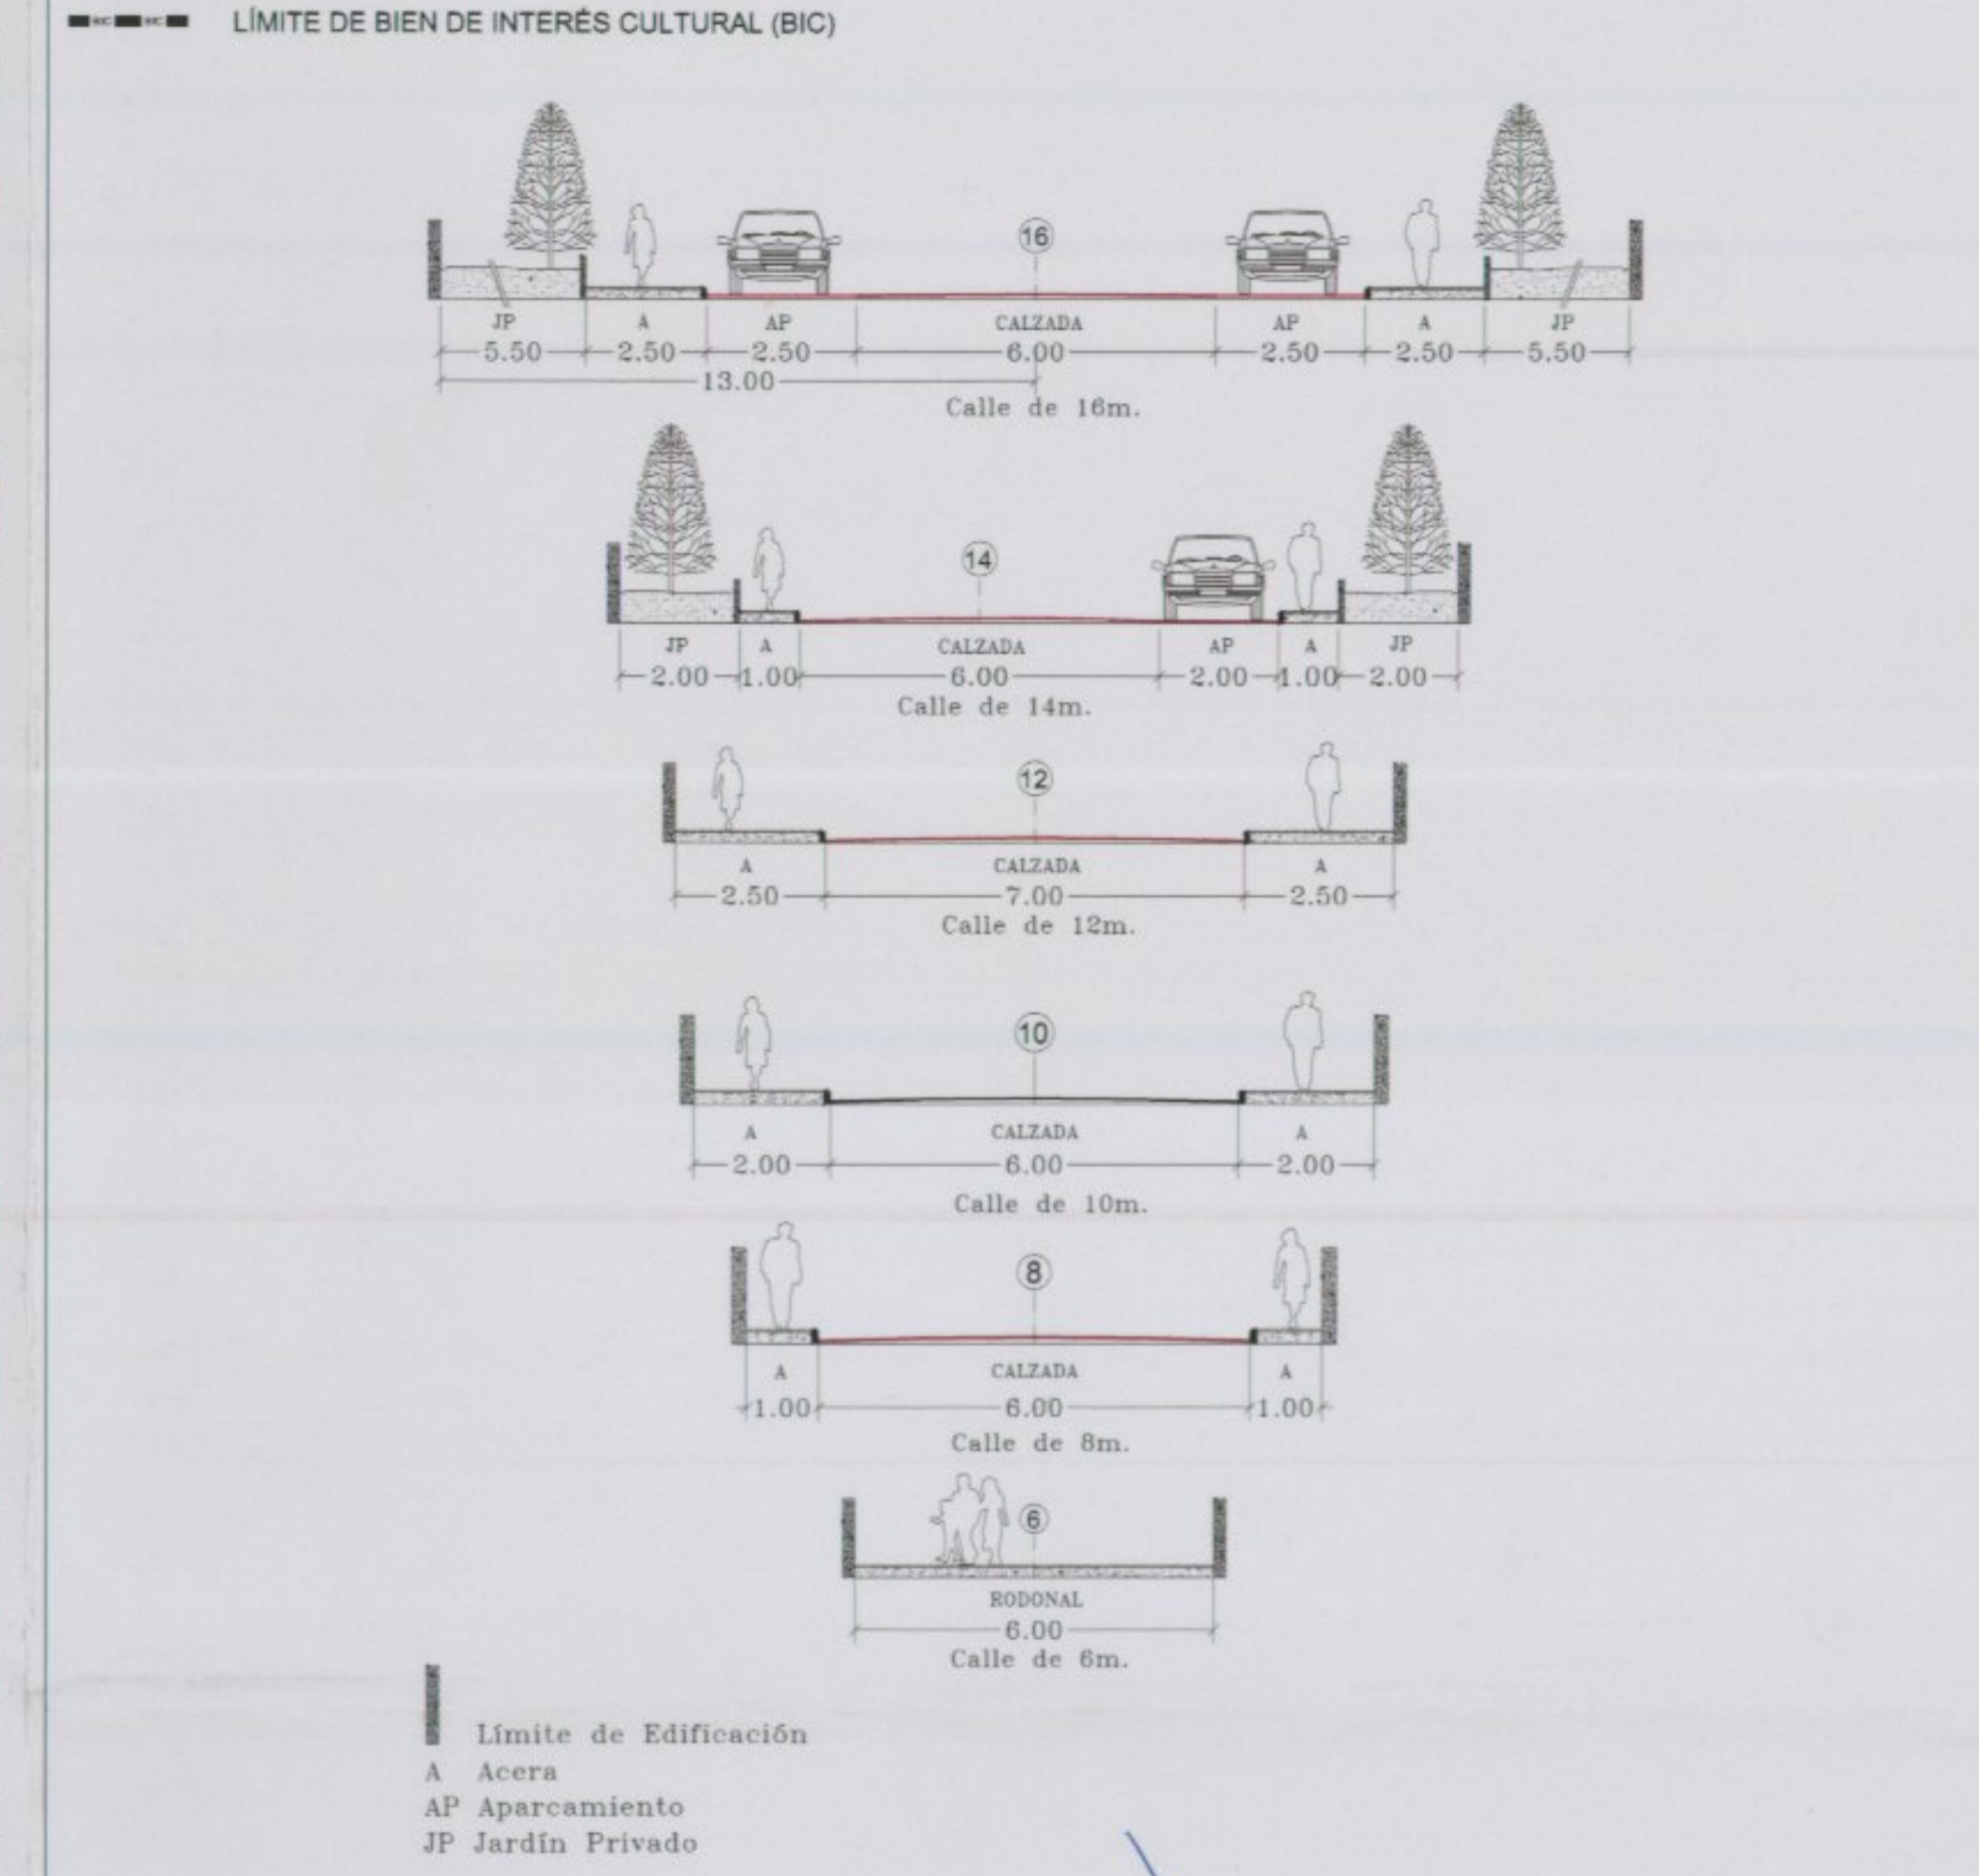 BIC BIC LÍMITE DE BIEN DE INTERÉS CULTURAL (BIC)
16
JP A AP CALZADA AP A JP
5.50 2.50 2.50 6.00 2.50 2.50 5.50
13.00
Calle de 16m.
14
JP A CALZADA AP A JP
2.00 1.00 6.00 2.00 1.00 2.00
Calle de 14m.
12
A CALZADA A
2.50 7.00 2.50
Calle de 12m.
10
A CALZADA A
2.00 6.00 2.00
Calle de 10m.
8
A CALZADA A
1.00 6.00 1.00
Calle de 8m.
6
RODONAL
6.00
Calle de 6m.
Límite de Edificación
A Acera
AP Aparcamiento
JP Jardín Privado